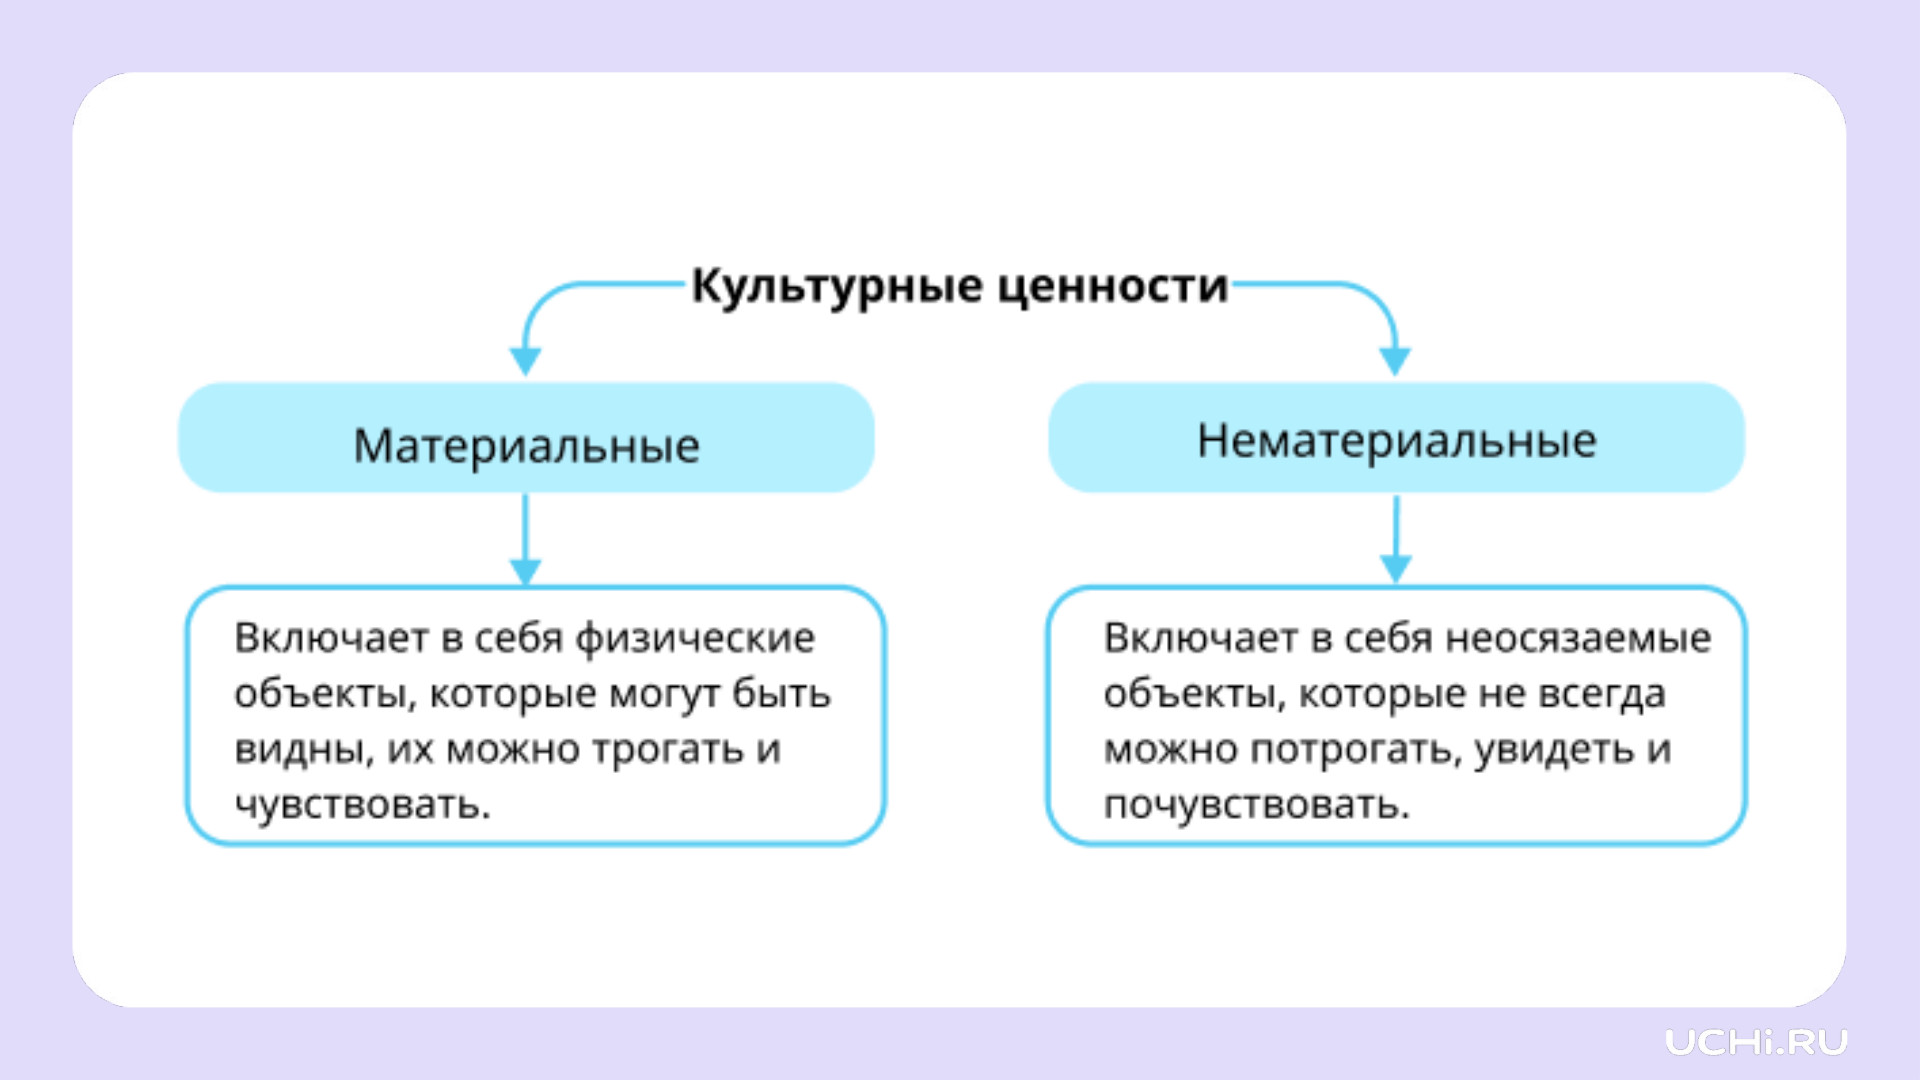 Культурные ценности
Материальные
Нематериальные
Включает в себя физические
объекты, которые могут быть
видны, их можно трогать и
чувствовать.
Включает в себя неосязаемые
объекты, которые не всегда
можно потрогать, увидеть и
почувствовать.
UCHi.RU